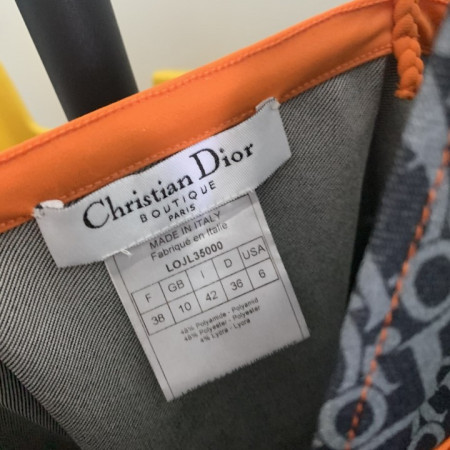 Christian Dior
BOUTIQUE
PARIS
MADE IN ITALY
Fabriqué en Italie
LOJL35000
F GB I D USA
38 10 42 36 6
48% Polyamide - Polyamid
48% Polyester - Polyester
4% Lycra - Lycra